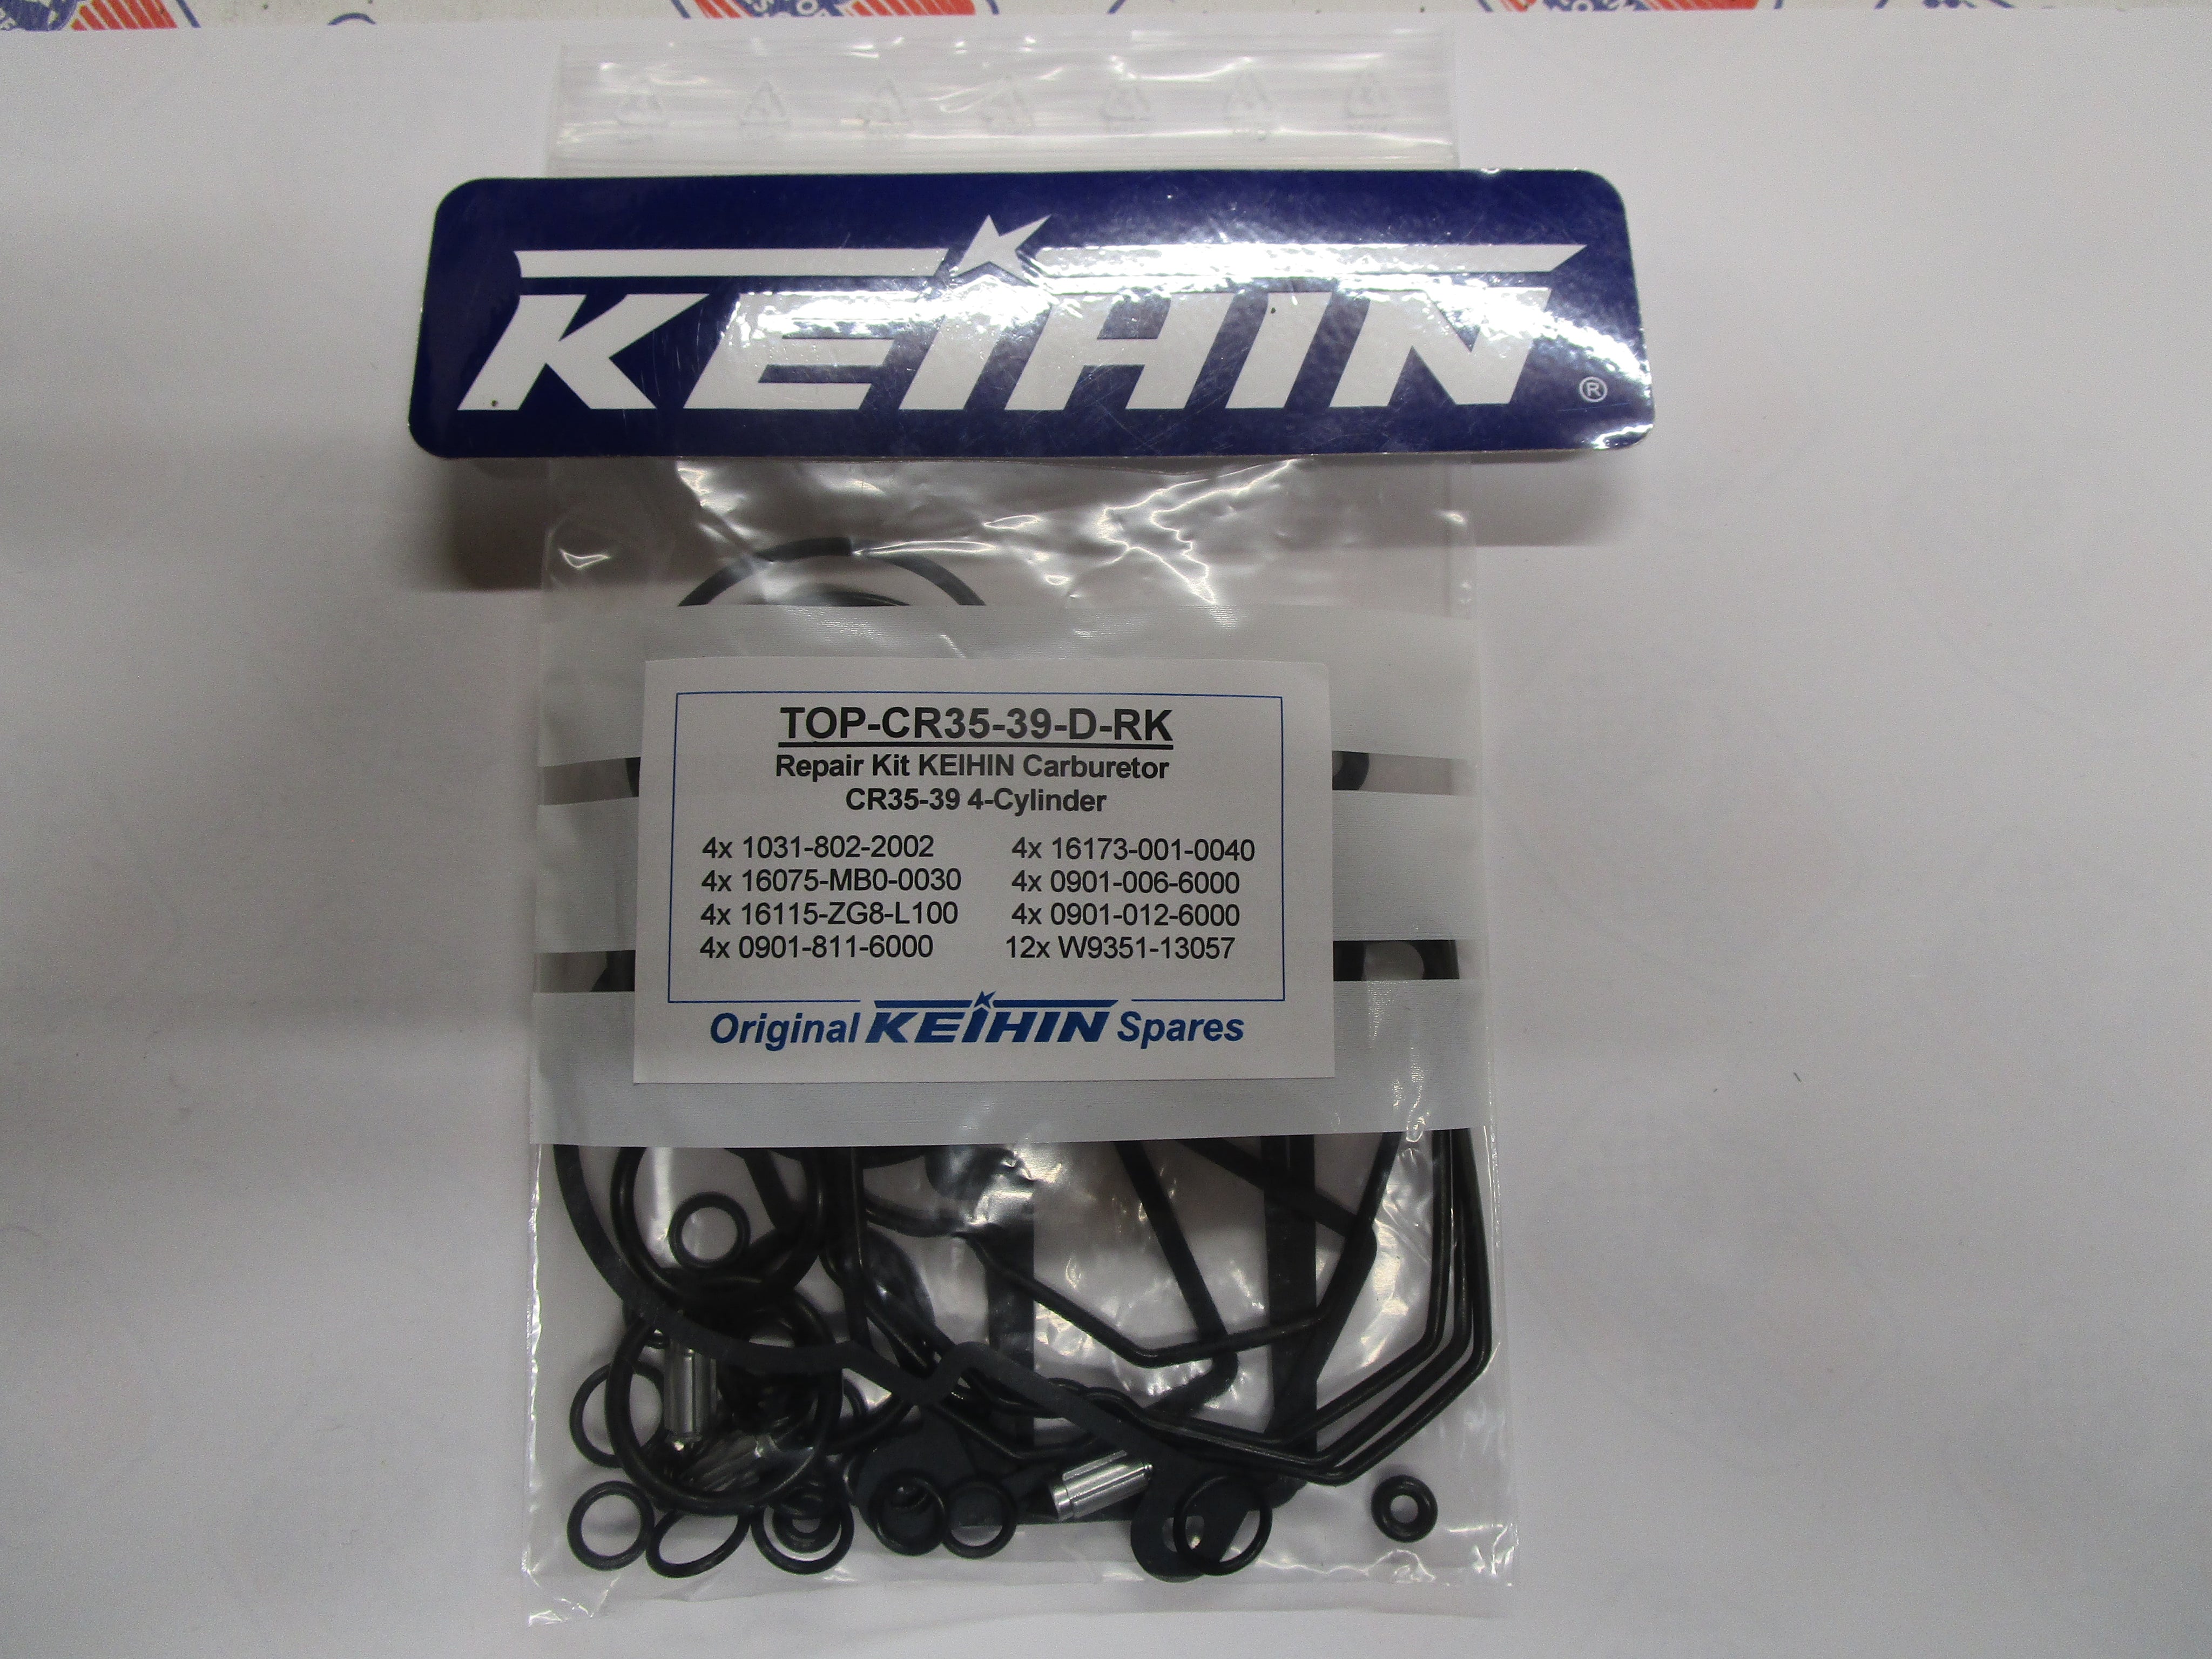 KEIHIN ®
TOP-CR35-39-D-RK
Repair Kit KEIHIN Carburetor
CR35-39 4-Cylinder
4x 1031-802-2002 4x 16173-001-0040
4x 16075-MB0-0030 4x 0901-006-6000
4x 16115-ZG8-L100 4x 0901-012-6000
4x 0901-811-6000 12x W9351-13057
Original KEIHIN Spares